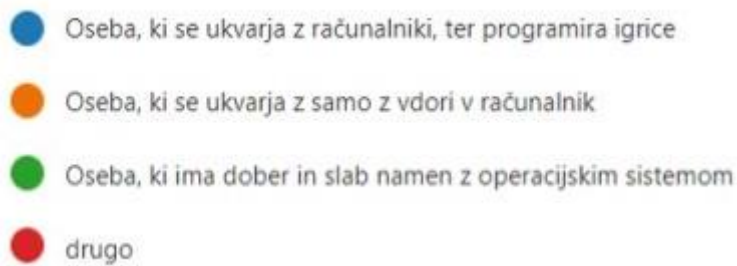 Oseba, ki se ukvarja z računalniki, ter programira igrice
Oseba, ki se ukvarja z samo z vdori v računalnik
Oseba, ki ima dober in slab namen z operacijskim sistemom
drugo